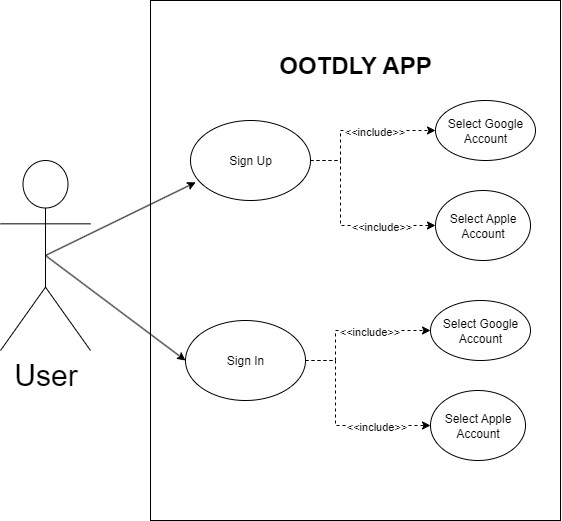 OOTDLY APP
Sign Up
<<include>>
Select Google
Account
<<include>>
Select Apple
Account
User
Sign In
<<include>>
Select Google
Account
<<include>>
Select Apple
Account